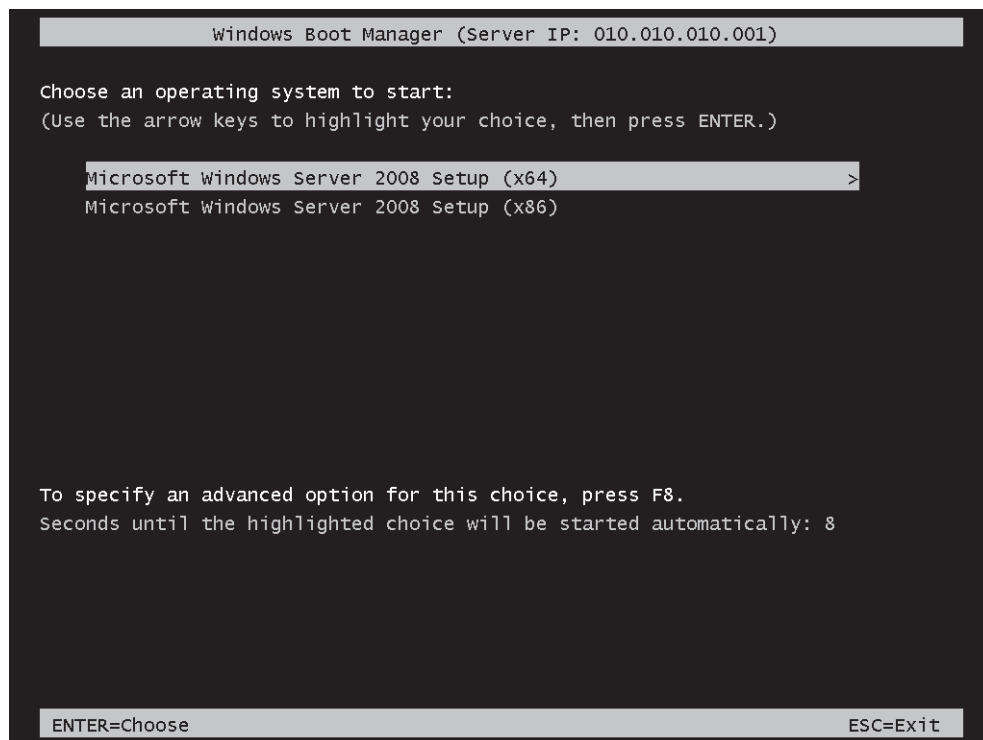 Windows Boot Manager (Server IP: 010.010.010.001)
Choose an operating system to start:
(Use the arrow keys to highlight your choice, then press ENTER.)
Microsoft Windows Server 2008 Setup (x64) >
Microsoft Windows Server 2008 Setup (x86)
To specify an advanced option for this choice, press F8.
Seconds until the highlighted choice will be started automatically: 8
ENTER=Choose ESC=Exit